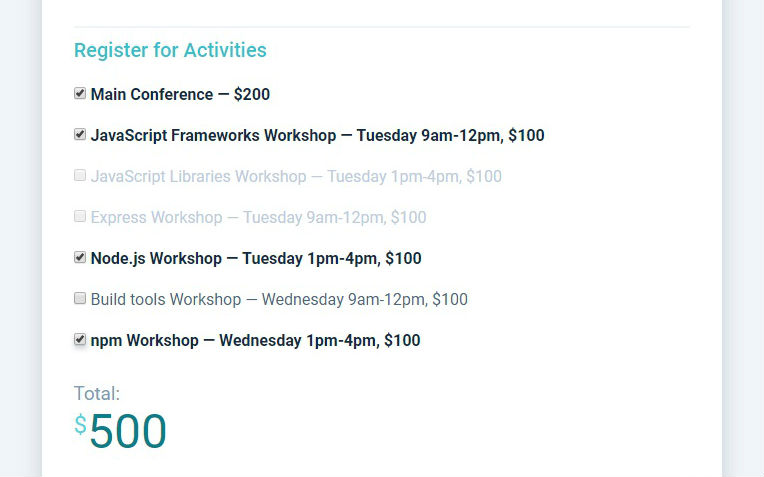 Register for Activities
Main Conference — $200
JavaScript Frameworks Workshop — Tuesday 9am-12pm, $100
JavaScript Libraries Workshop — Tuesday 1pm-4pm, $100
Express Workshop — Tuesday 9am-12pm, $100
Node.js Workshop — Tuesday 1pm-4pm, $100
Build tools Workshop — Wednesday 9am-12pm, $100
npm Workshop — Wednesday 1pm-4pm, $100
Total:
$500